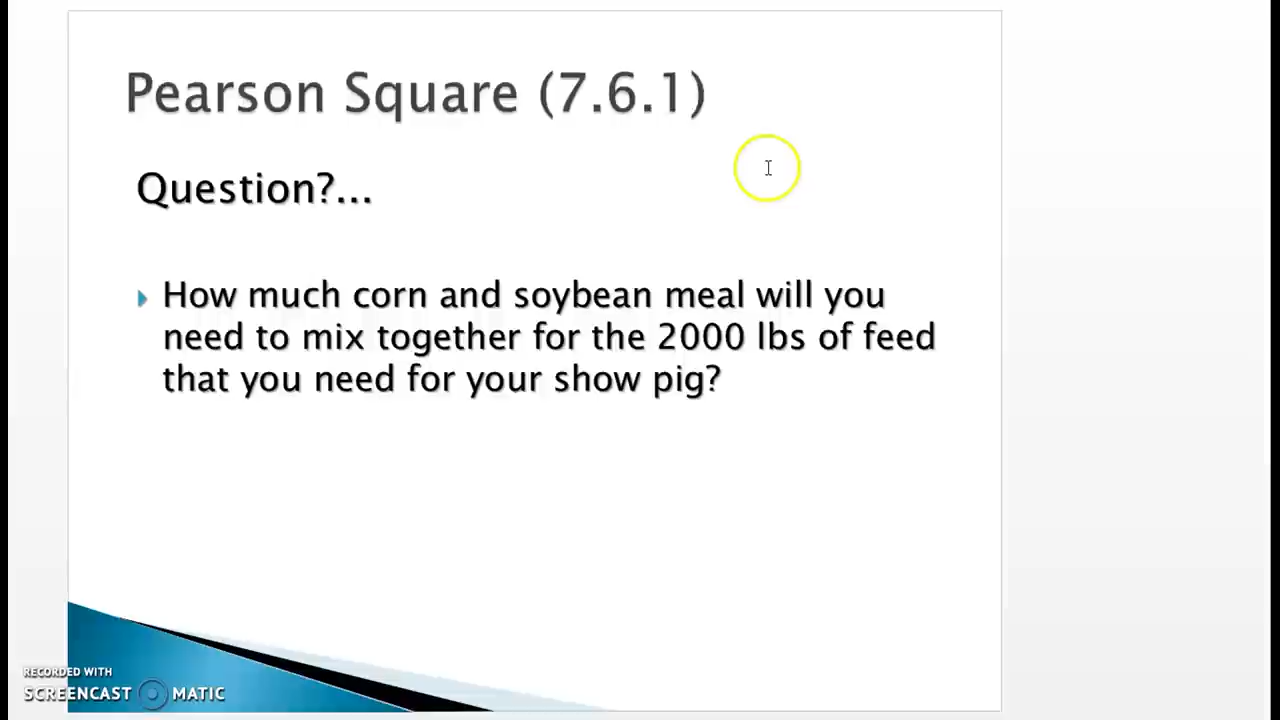 Pearson Square (7.6.1)
Question?...
How much corn and soybean meal will you
need to mix together for the 2000 lbs of feed
that you need for your show pig?
RECORDED WITH
SCREENCAST MATIC